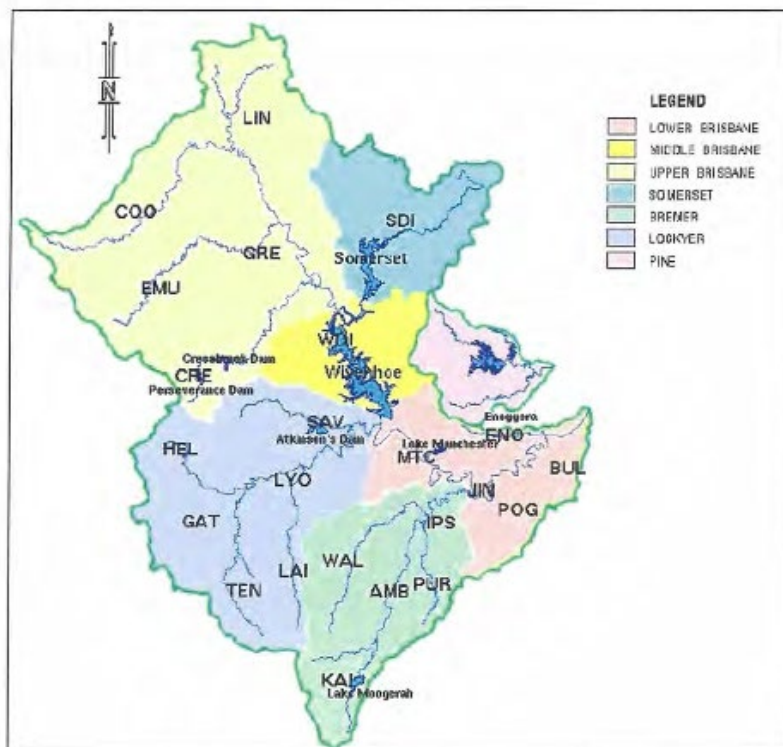 N
LEGEND
LOWER BRISBANE
MIDDLE BRISBANE
UPPER BRISBANE
SOMERSET
BREMER
LOCKYER
PINE
LIN
COO
SDI
GRE
Somerset
EMU
WDI
Cressbrook Dam
Wivenhoe
CRE
Perseverance Dam
Enoggera
SAV
ENO
Atkinson's Dam
Lake Manchester
HEL
MTC
BUL
LYO
JIN
POG
GAT
IPS
WAL
LAI
TEN
AMB
PUR
KAL
Lake Moogerah